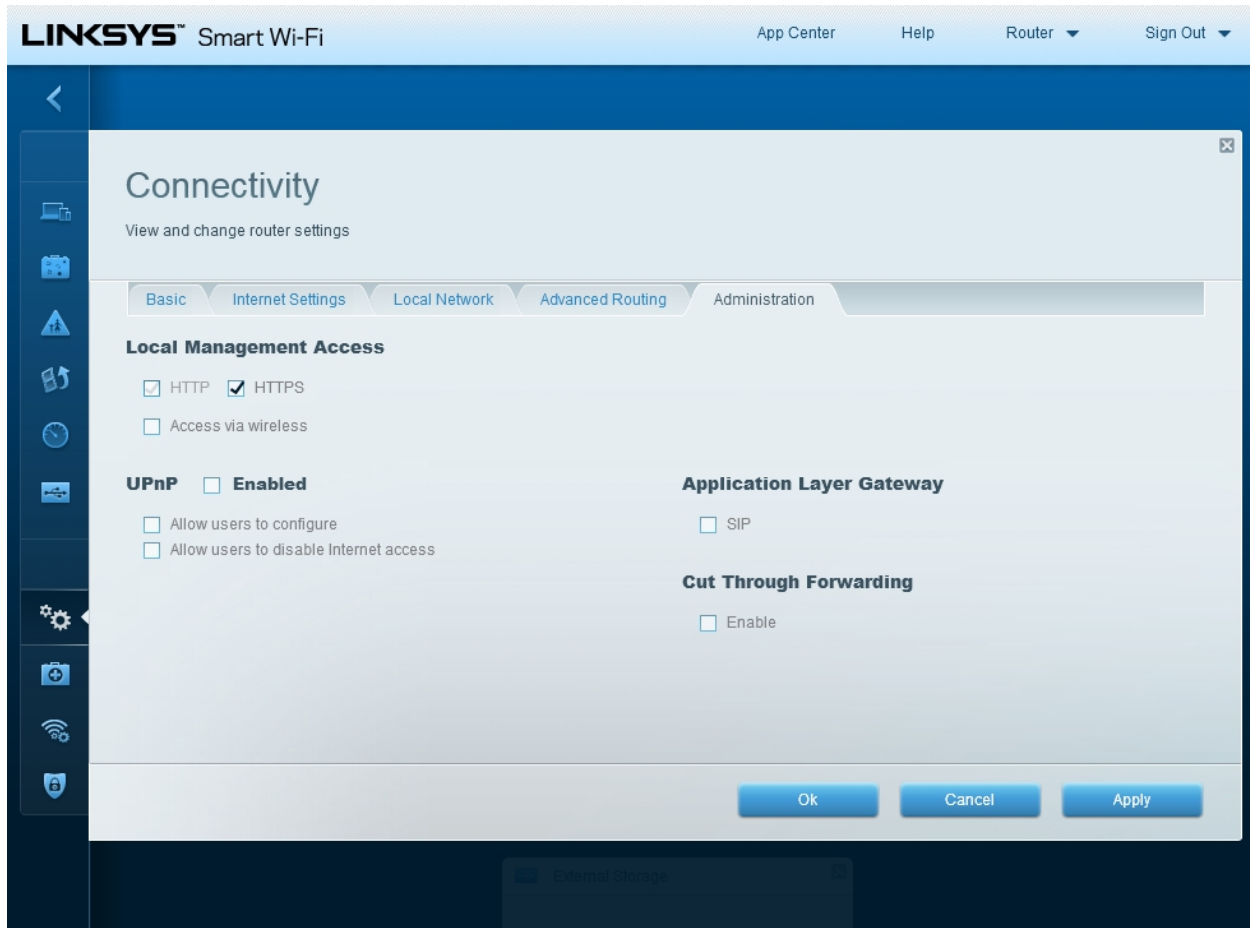 LINKSYS™ Smart Wi-Fi
App Center Help Router Sign Out
Connectivity
View and change router settings
Basic Internet Settings Local Network Advanced Routing Administration
Local Management Access
HTTP HTTPS
Access via wireless
UPnP Enabled
Allow users to configure
Allow users to disable Internet access
Application Layer Gateway
SIP
Cut Through Forwarding
Enable
Ok Cancel Apply
External Storage